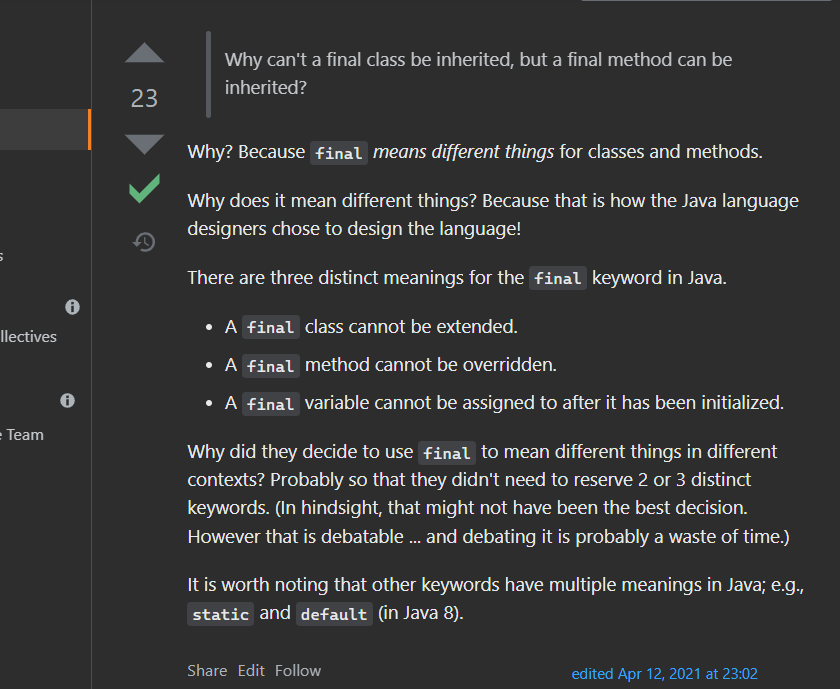 Why can't a final class be inherited, but a final method can be
inherited?
23
Why? Because final means different things for classes and methods.
Why does it mean different things? Because that is how the Java language
designers chose to design the language!
There are three distinct meanings for the final keyword in Java.
• A final class cannot be extended.
• A final method cannot be overridden.
• A final variable cannot be assigned to after it has been initialized.
Why did they decide to use final to mean different things in different
contexts? Probably so that they didn't need to reserve 2 or 3 distinct
keywords. (In hindsight, that might not have been the best decision.
However that is debatable ... and debating it is probably a waste of time.)
It is worth noting that other keywords have multiple meanings in Java; e.g.,
static and default (in Java 8).
Share Edit Follow
edited Apr 12, 2021 at 23:02
s
llectives
e Team